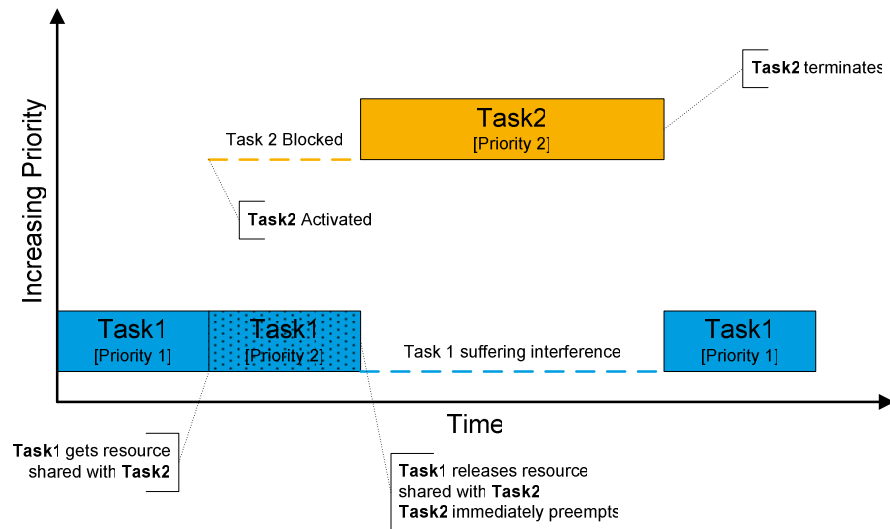 Increasing Priority
Task2 terminates
Task2
[Priority 2]
Task 2 Blocked
Task2 Activated
Task1
[Priority 1]
Task1
[Priority 2]
Task 1 suffering interference
Task1
[Priority 1]
Time
Task1 gets resource
shared with Task2
Task1 releases resource
shared with Task2
Task2 immediately preempts